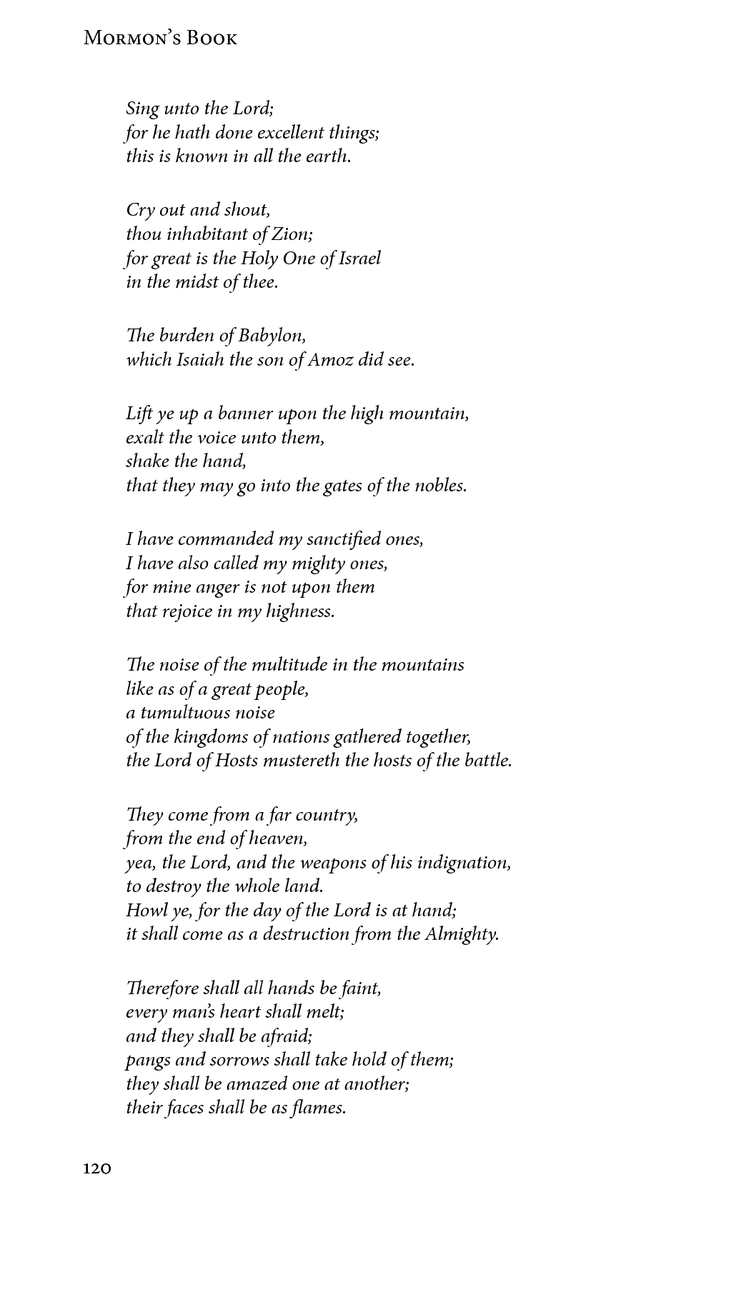 Mormon’s Book
Sing unto the Lord;
for he hath done excellent things;
this is known in all the earth.
Cry out and shout,
thou inhabitant of Zion;
for great is the Holy One of Israel
in the midst of thee.
The burden of Babylon,
which Isaiah the son of Amoz did see.
Lift ye up a banner upon the high mountain,
exalt the voice unto them,
shake the hand,
that they may go into the gates of the nobles.
I have commanded my sanctified ones,
I have also called my mighty ones,
for mine anger is not upon them
that rejoice in my highness.
The noise of the multitude in the mountains
like as of a great people,
a tumultuous noise
of the kingdoms of nations gathered together,
the Lord of Hosts mustereth the hosts of the battle.
They come from a far country,
from the end of heaven,
yea, the Lord, and the weapons of his indignation,
to destroy the whole land.
Howl ye, for the day of the Lord is at hand;
it shall come as a destruction from the Almighty.
Therefore shall all hands be faint,
every man’s heart shall melt;
and they shall be afraid;
pangs and sorrows shall take hold of them;
they shall be amazed one at another;
their faces shall be as flames.
120